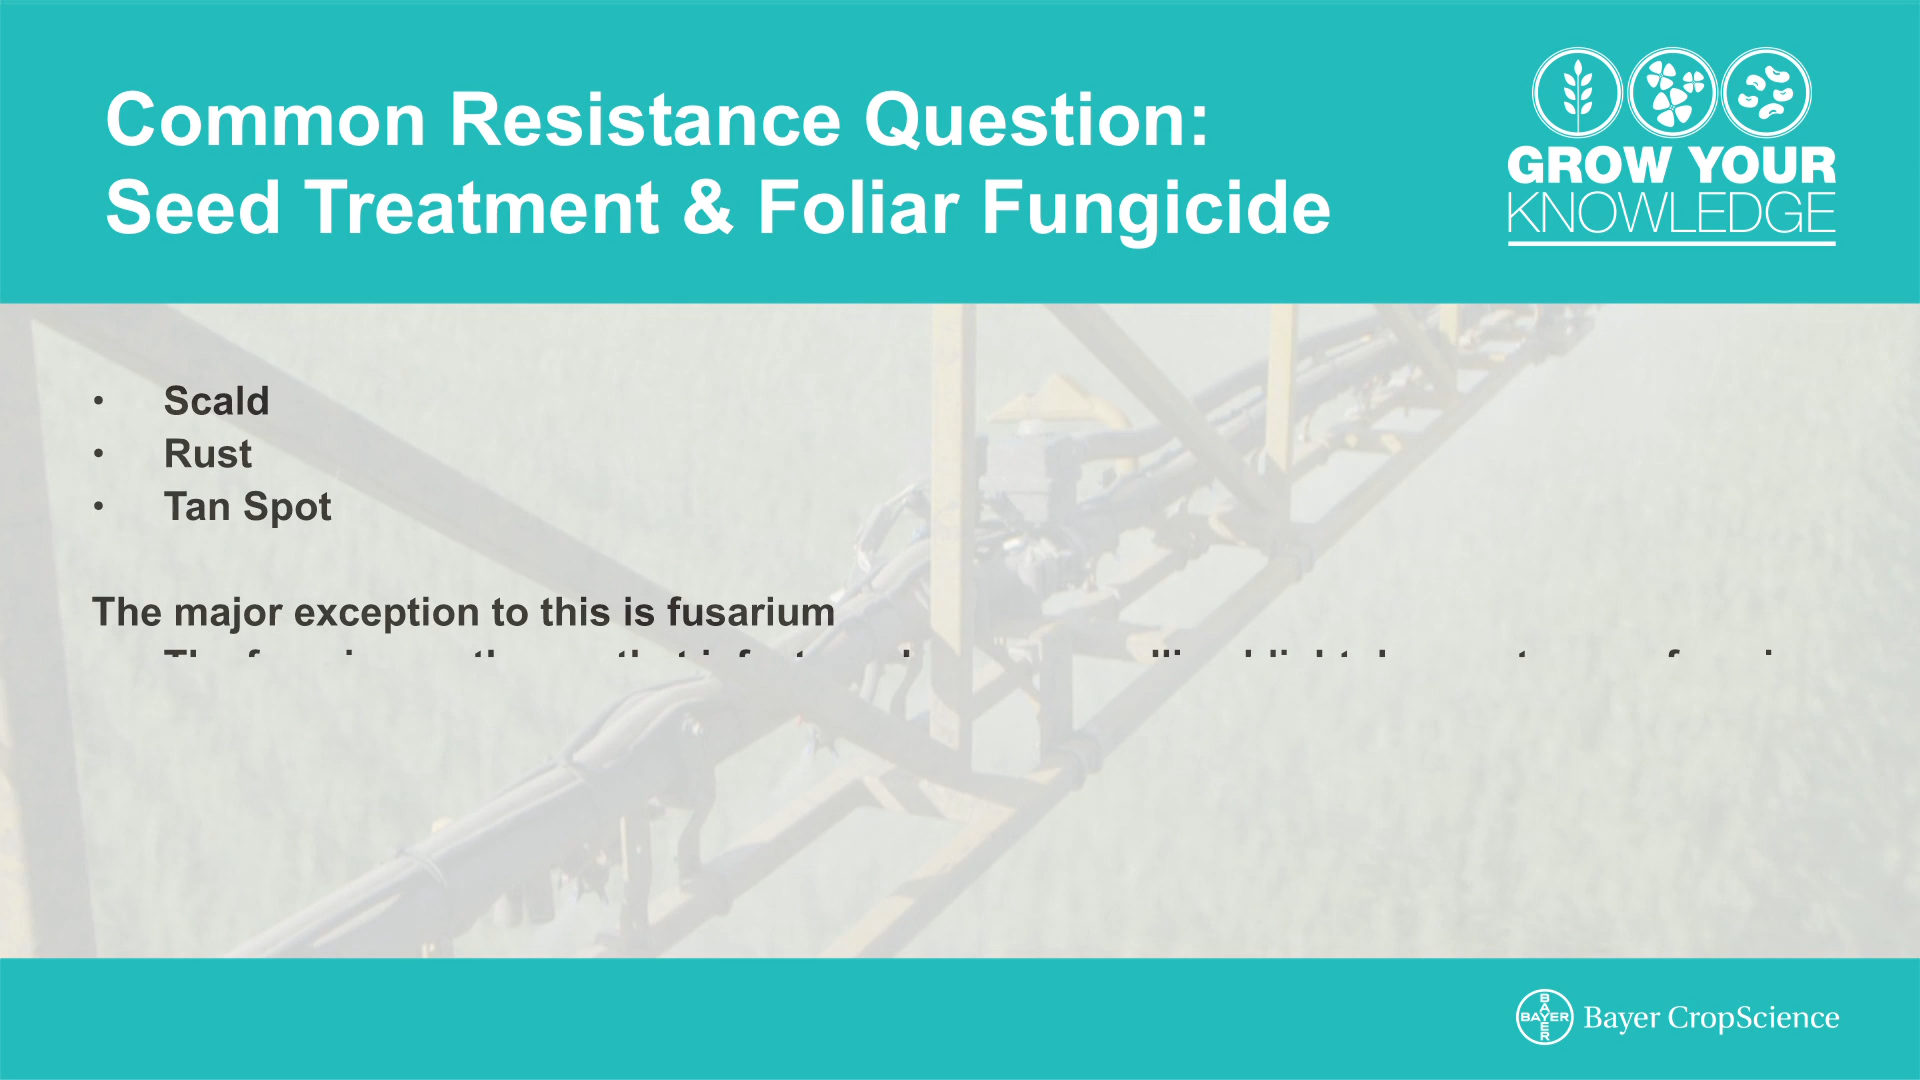 Common Resistance Question:
Seed Treatment & Foliar Fungicide
GROW YOUR
KNOWLEDGE
• Scald
• Rust
• Tan Spot
The major exception to this is fusarium
BAYER
BAYER
Bayer CropScience